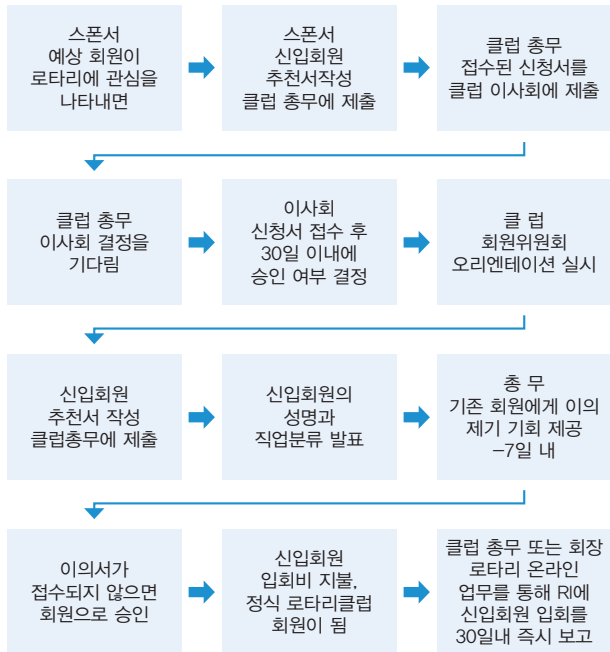 스폰서
예상 회원이
로타리에 관심을
나타내면
스폰서
신입회원
추천서작성
클럽 총무에 제출
클럽 총무
접수된 신청서를
클럽 이사회에 제출
클럽 총무
이사회 결정을
기다림
이사회
신청서 접수 후
30일 이내에
승인 여부 결정
클 럽
회원위원회
오리엔테이션 실시
신입회원
추천서 작성
클럽총무에 제출
신입회원의
성명과
직업분류 발표
총 무
기존 회원에게 이의
제기 기회 제공
–7일 내
이의서가
접수되지 않으면
회원으로 승인
신입회원
입회비 지불,
정식 로타리클럽
회원이 됨
클럽 총무 또는 회장
로타리 온라인
업무를 통해 RI에
신입회원 입회를
30일내 즉시 보고